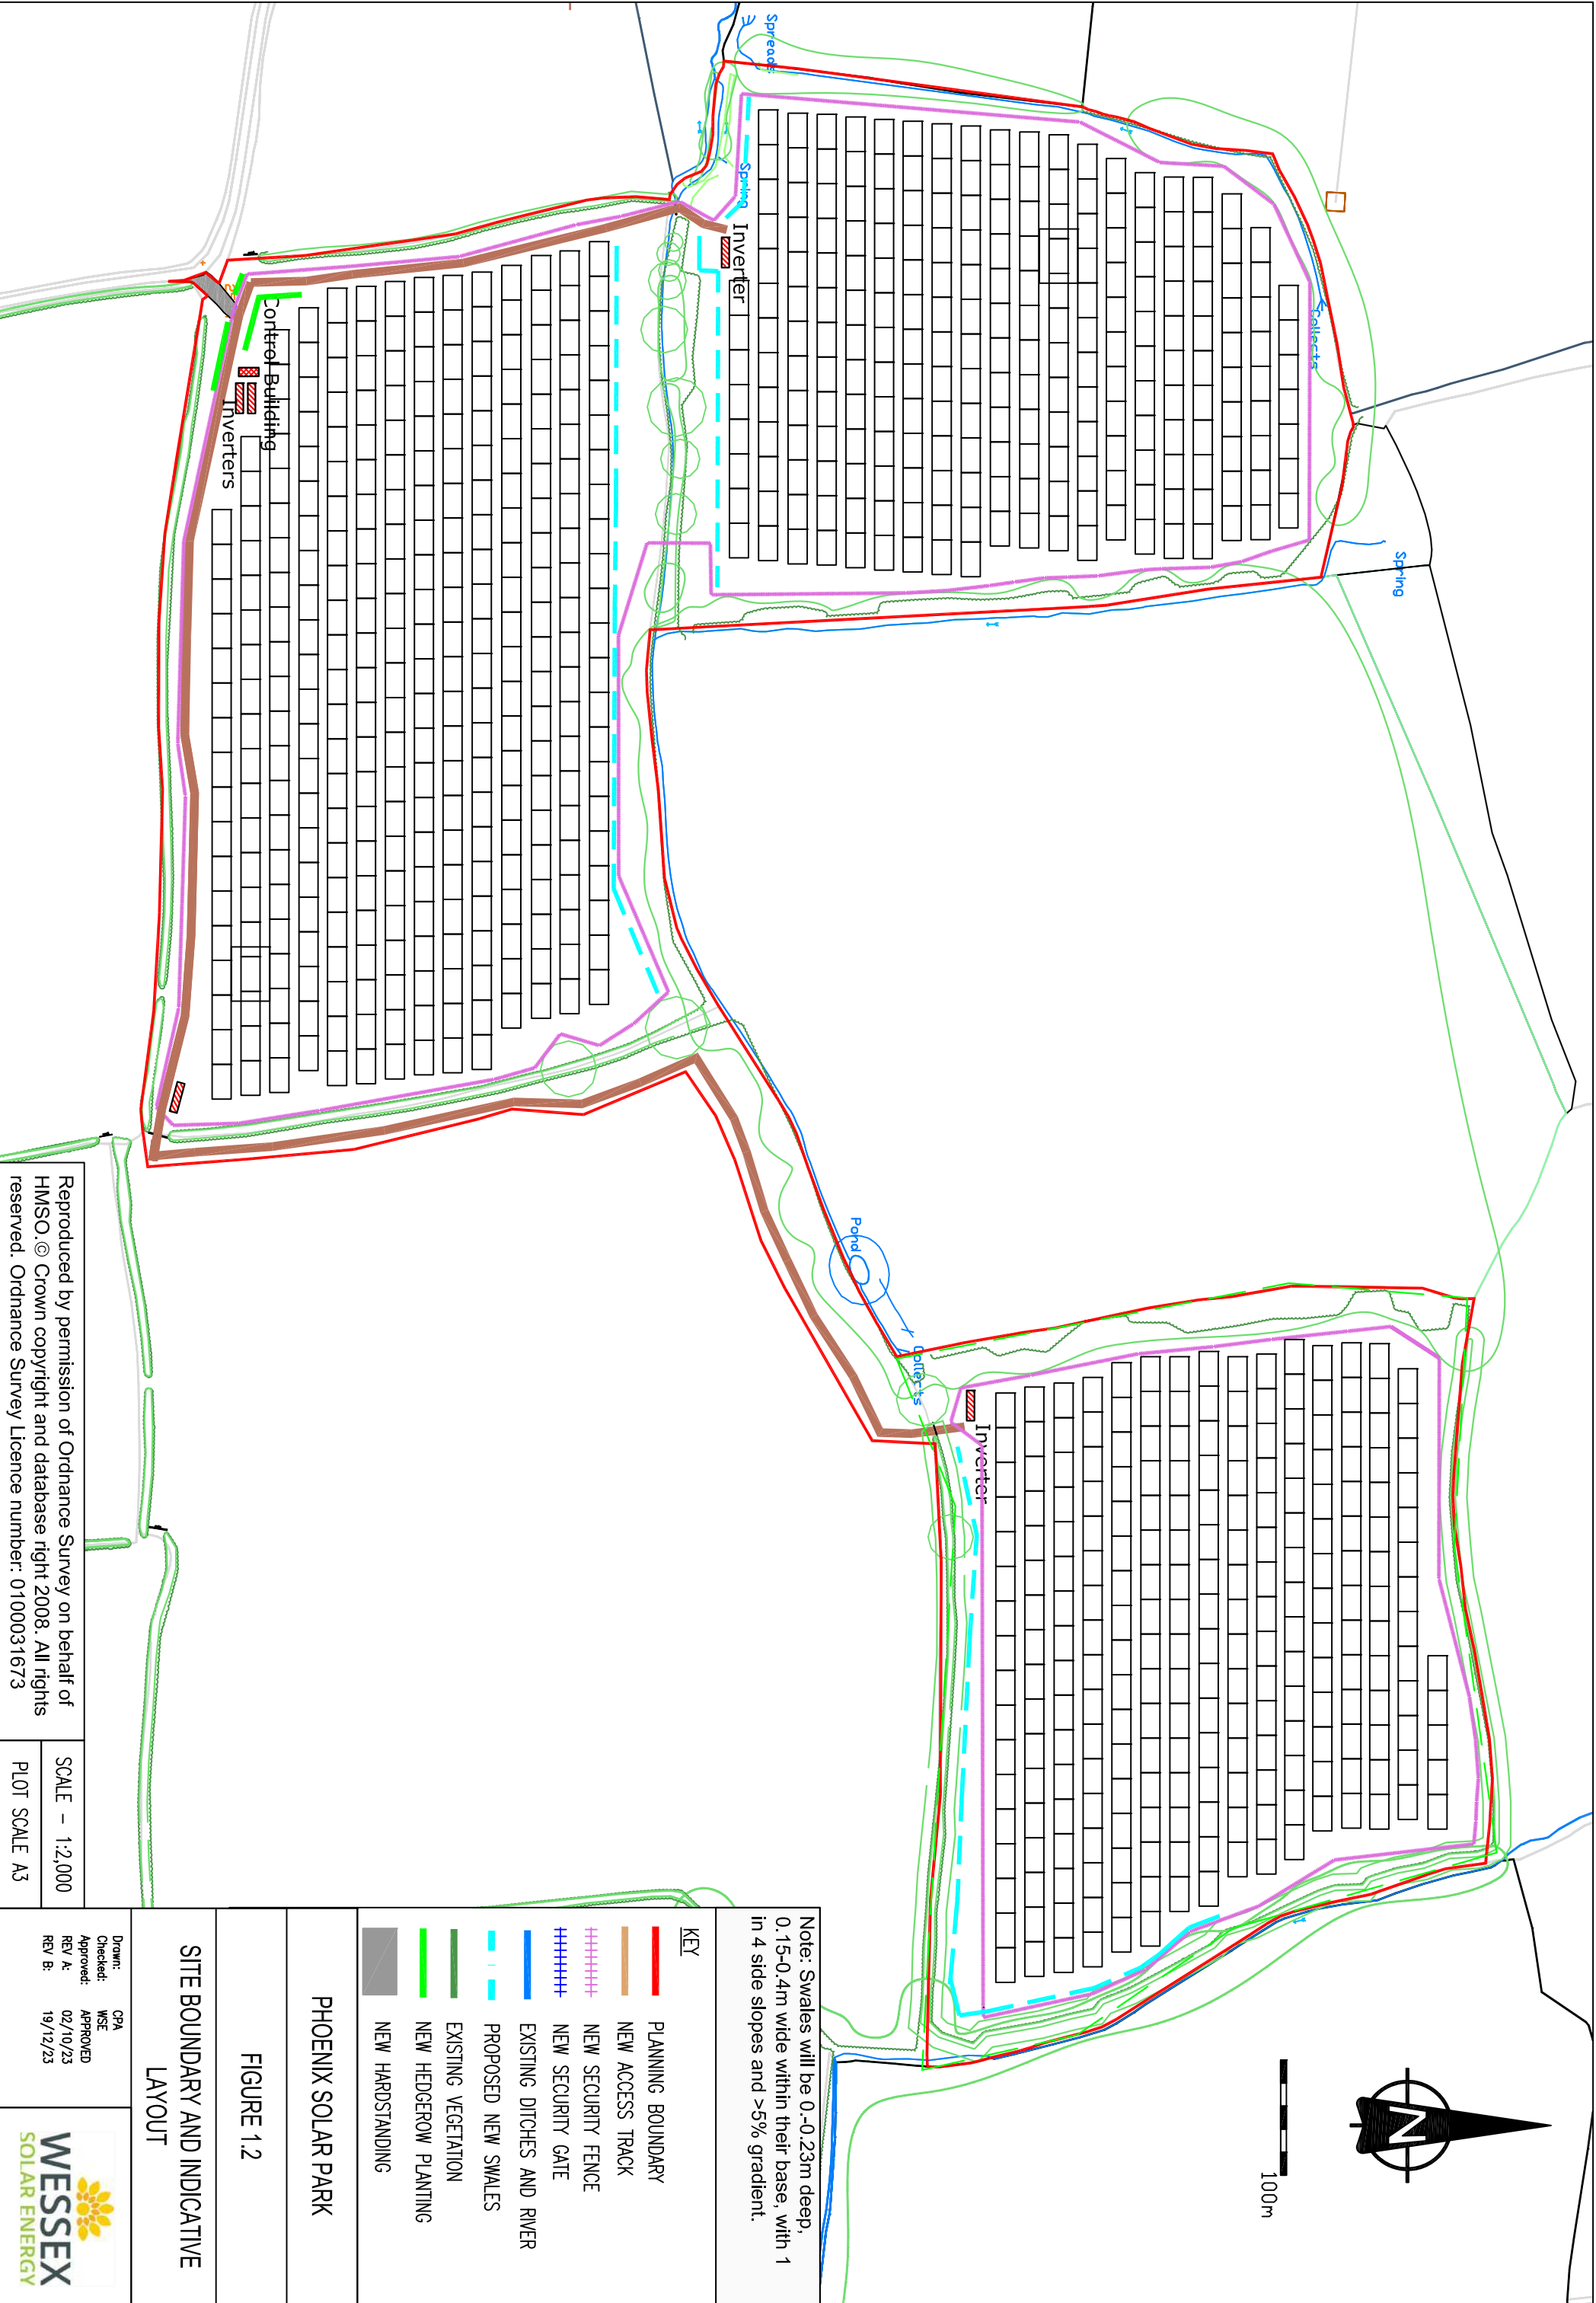 Spreads
Spring
Inverter
Collects
Spring
Control Building
Inverters
Pond
Collects
Inverter
N
100m
Note: Swales will be 0.-0.23m deep,
0.15-0.4m wide within their base, with 1
in 4 side slopes and >5% gradient.
KEY
PLANNING BOUNDARY
NEW ACCESS TRACK
NEW SECURITY FENCE
NEW SECURITY GATE
EXISTING DITCHES AND RIVER
PROPOSED NEW SWALES
EXISTING VEGETATION
NEW HEDGEROW PLANTING
NEW HARDSTANDING
PHOENIX SOLAR PARK
FIGURE 1.2
SITE BOUNDARY AND INDICATIVE
LAYOUT
Drawn: CPA
Checked: WSE
Approved: APPROVED
REV A: 02/10/23
REV B: 19/12/23
WESSEX
SOLAR ENERGY
Reproduced by permission of Ordnance Survey on behalf of
HMSO.© Crown copyright and database right 2008. All rights
reserved. Ordnance Survey Licence number: 0100031673
SCALE - 1:2,000
PLOT SCALE A3